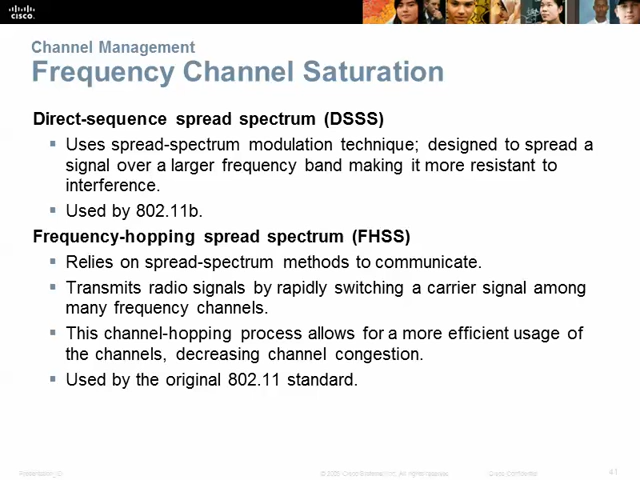 CISCO
Channel Management
Frequency Channel Saturation
Direct-sequence spread spectrum (DSSS)
▪ Uses spread-spectrum modulation technique; designed to spread a
signal over a larger frequency band making it more resistant to
interference.
▪ Used by 802.11b.
Frequency-hopping spread spectrum (FHSS)
▪ Relies on spread-spectrum methods to communicate.
▪ Transmits radio signals by rapidly switching a carrier signal among
many frequency channels.
▪ This channel-hopping process allows for a more efficient usage of
the channels, decreasing channel congestion.
▪ Used by the original 802.11 standard.
Presentation_ID
Cisco Systems, Inc. All rights reserved.
Cisco Confidential
41